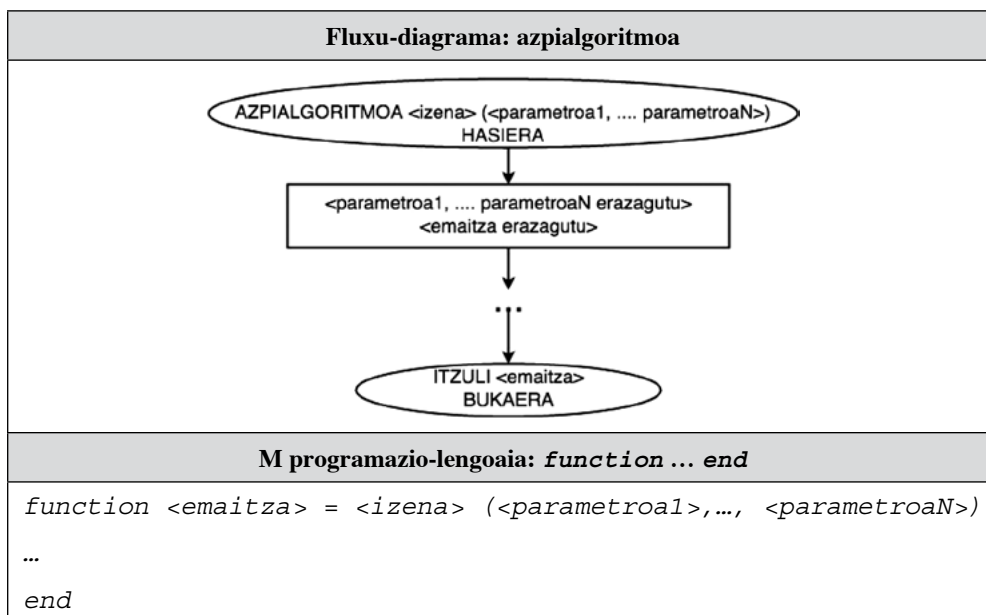 Fluxu-diagrama: azpialgoritmoa
AZPIALGORITMOA <izena> (<parametroa1, .... parametroaN>)
HASIERA
<parametroa1, .... parametroaN erazagutu>
<emaitza erazagutu>
...
ITZULI <emaitza>
BUKAERA
M programazio-lengoaia: function ... end
function <emaitza> = <izena> (<parametroa1>,…, <parametroaN>)
…
end